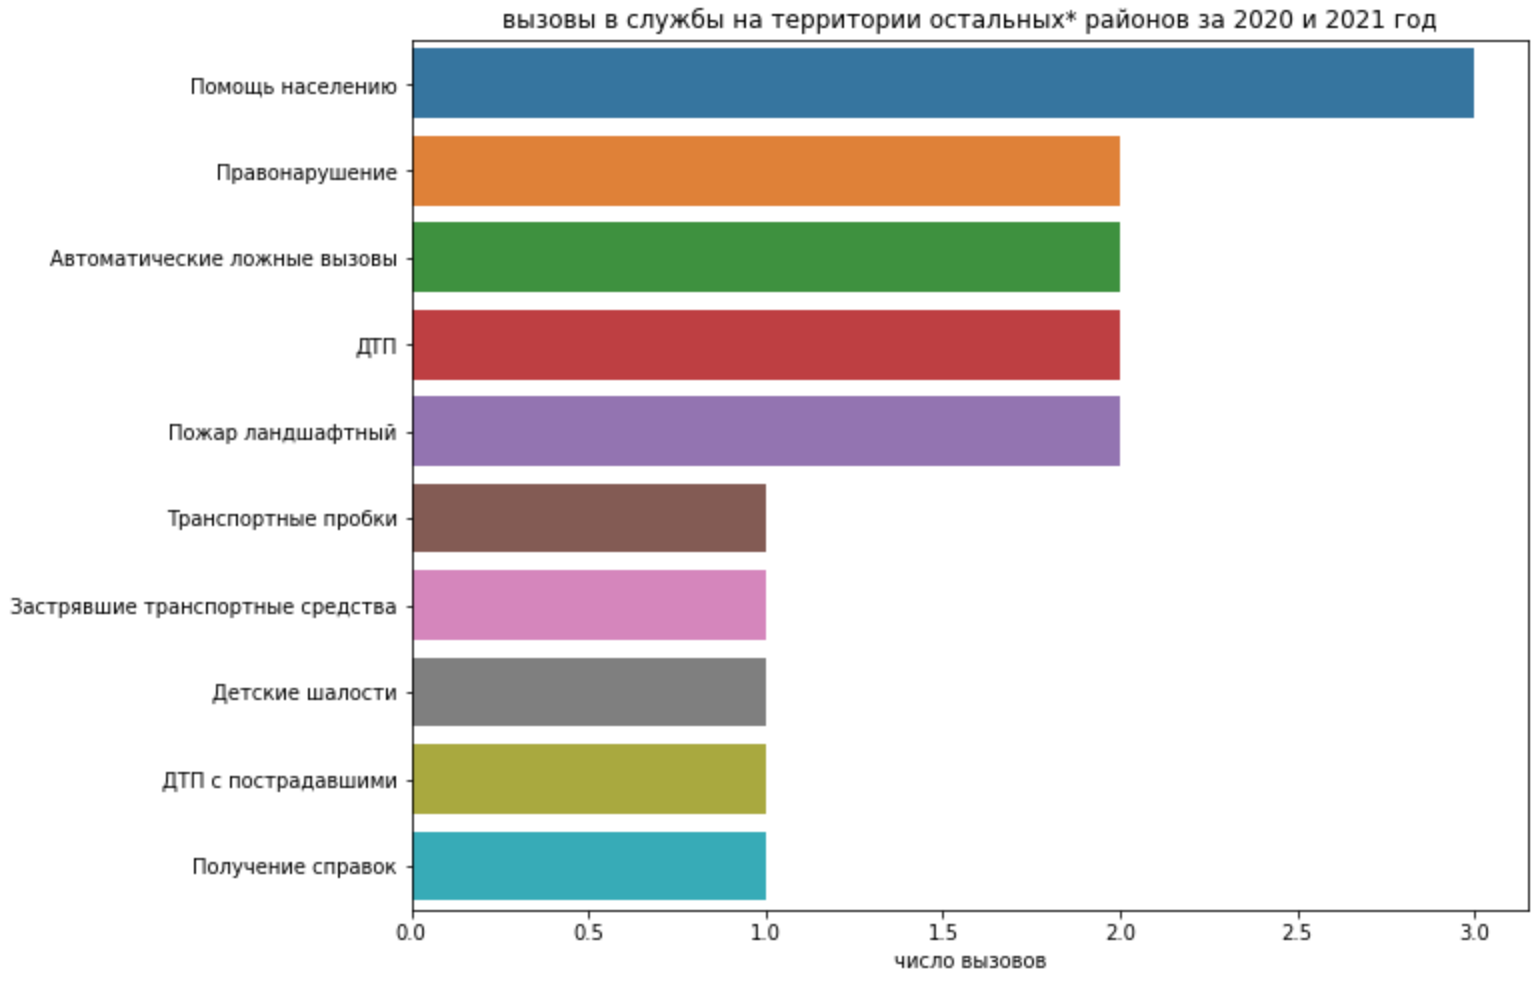 вызовы в службы на территории остальных* районов за 2020 и 2021 год
Помощь населению
Правонарушение
Автоматические ложные вызовы
ДТП
Пожар ландшафтный
Транспортные пробки
Застрявшие транспортные средства
Детские шалости
ДТП с пострадавшими
Получение справок
0.0 0.5 1.0 1.5 2.0 2.5 3.0
число вызовов